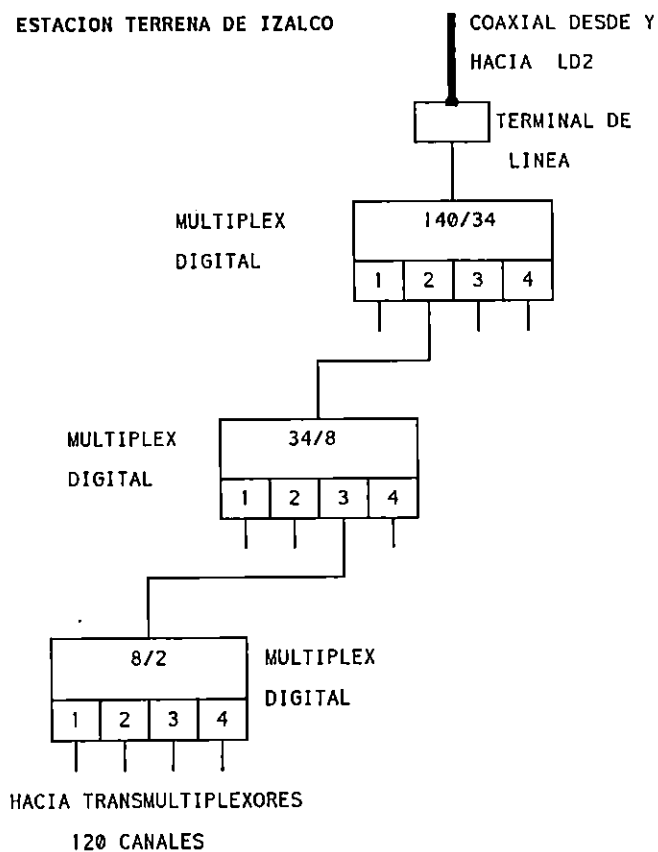 ESTACION TERRENA DE IZALCO
COAXIAL DESDE Y
HACIA LD2
TERMINAL DE
LINEA
MULTIPLEX
DIGITAL
140/34
1 2 3 4
MULTIPLEX
DIGITAL
34/8
1 2 3 4
8/2
1 2 3 4
MULTIPLEX
DIGITAL
HACIA TRANSMULTIPLEXORES
120 CANALES